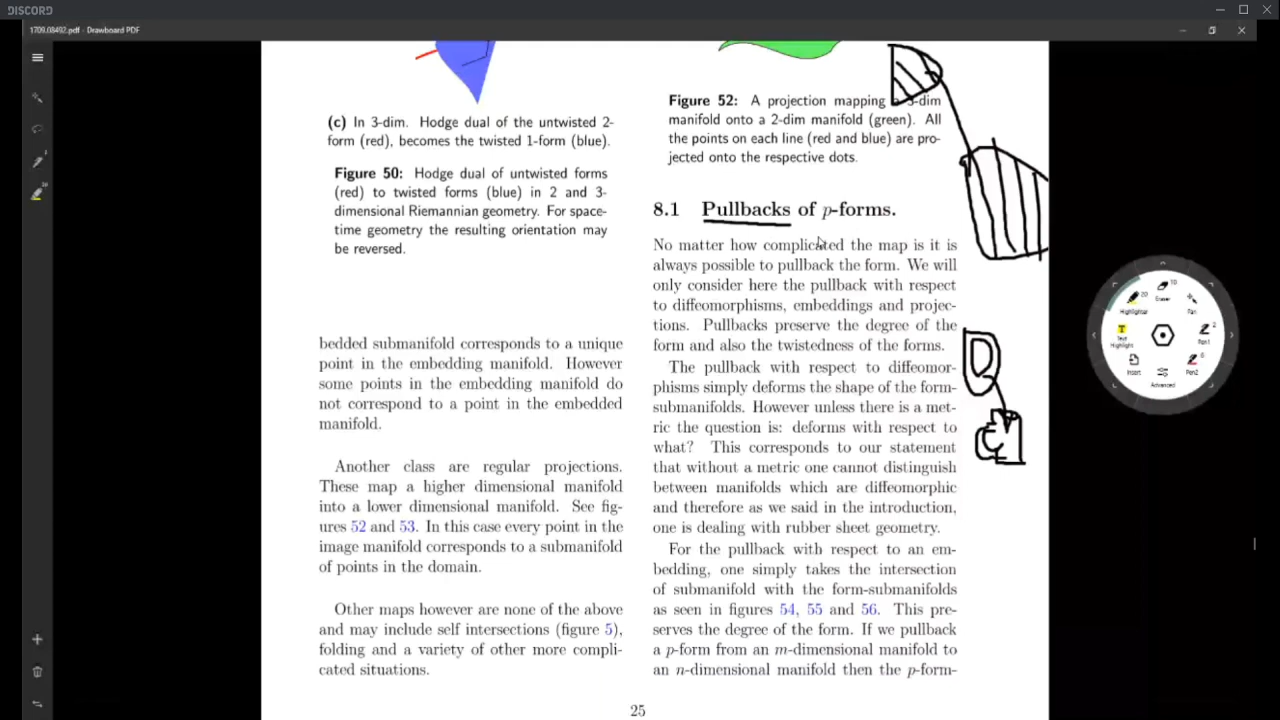 DISCORD
1709.08492.pdf - Drawboard PDF
(c) In 3-dim. Hodge dual of the untwisted 2-
form (red), becomes the twisted 1-form (blue).
Figure 50: Hodge dual of untwisted forms
(red) to twisted forms (blue) in 2 and 3-
dimensional Riemannian geometry. For space-
time geometry the resulting orientation may
be reversed.
bedded submanifold corresponds to a unique
point in the embedding manifold. However
some points in the embedding manifold do
not correspond to a point in the embedded
manifold.
Another class are regular projections.
These map a higher dimensional manifold
into a lower dimensional manifold. See fig-
ures 52 and 53. In this case every point in the
image manifold corresponds to a submanifold
of points in the domain.
Other maps however are none of the above
and may include self intersections (figure 5),
folding and a variety of other more compli-
cated situations.
Figure 52: A projection mapping 3-dim
manifold onto a 2-dim manifold (green). All
the points on each line (red and blue) are pro-
jected onto the respective dots.
8.1 Pullbacks of p-forms.
No matter how complicated the map is it is
always possible to pullback the form. We will
only consider here the pullback with respect
to diffeomorphisms, embeddings and projec-
tions. Pullbacks preserve the degree of the
form and also the twistedness of the forms.
The pullback with respect to diffeomor-
phisms simply deforms the shape of the form-
submanifolds. However unless there is a met-
ric the question is: deforms with respect to
what? This corresponds to our statement
that without a metric one cannot distinguish
between manifolds which are diffeomorphic
and therefore as we said in the introduction,
one is dealing with rubber sheet geometry.
For the pullback with respect to an em-
bedding, one simply takes the intersection
of submanifold with the form-submanifolds
as seen in figures 54, 55 and 56. This pre-
serves the degree of the form. If we pullback
a p-form from an m-dimensional manifold to
an n-dimensional manifold then the p-form-
25
Highlighter
Eraser
Pan
Text
Highlight
Pen1
Insert
Pen2
Advanced